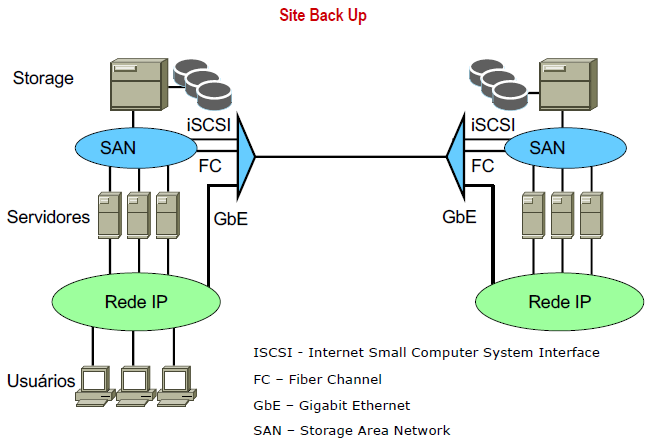 Site Back Up
Storage
iSCSI
iSCSI
SAN
SAN
FC
FC
Servidores
GbE
GbE
Rede IP
Rede IP
ISCSI - Internet Small Computer System Interface
Usuários
FC – Fiber Channel
GbE – Gigabit Ethernet
SAN – Storage Area Network